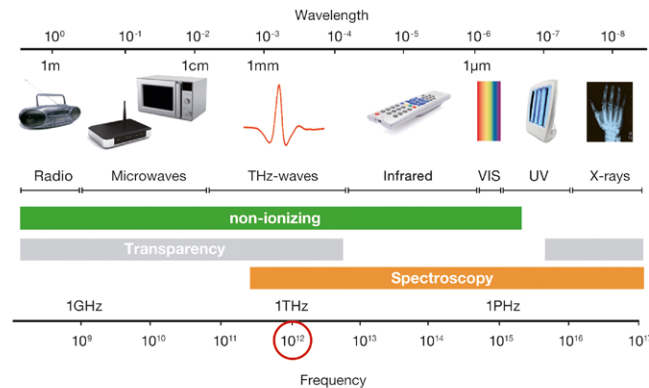 Wavelength
10⁰ 10⁻¹ 10⁻² 10⁻³ 10⁻⁴ 10⁻⁵ 10⁻⁶ 10⁻⁷ 10⁻⁸
1m 1cm 1mm 1µm
Radio Microwaves THz-waves Infrared VIS UV X-rays
non-ionizing
Transparency
Spectroscopy
1GHz 1THz 1PHz
10⁹ 10¹⁰ 10¹¹ 10¹² 10¹³ 10¹⁴ 10¹⁵ 10¹⁶
Frequency